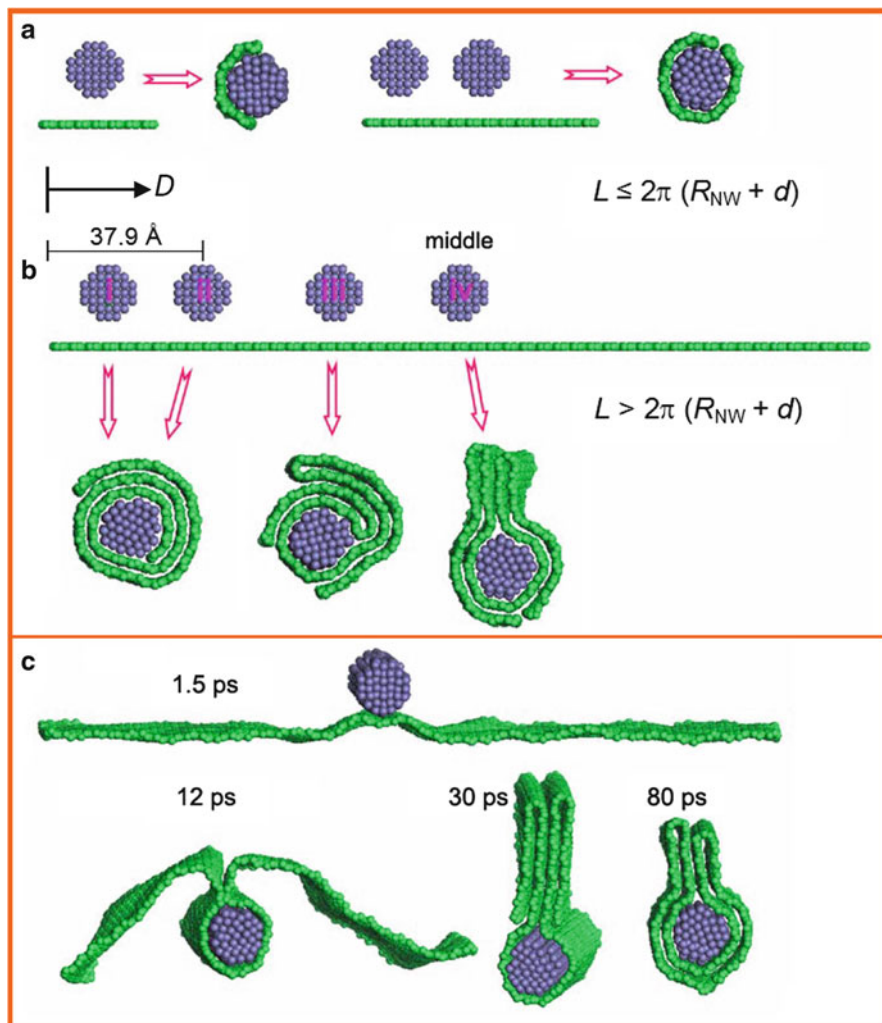 a
D
L ≤ 2π (R_NW + d)
37.9 Å
middle
b
I
II
III
IV
L > 2π (R_NW + d)
c
1.5 ps
12 ps
30 ps
80 ps